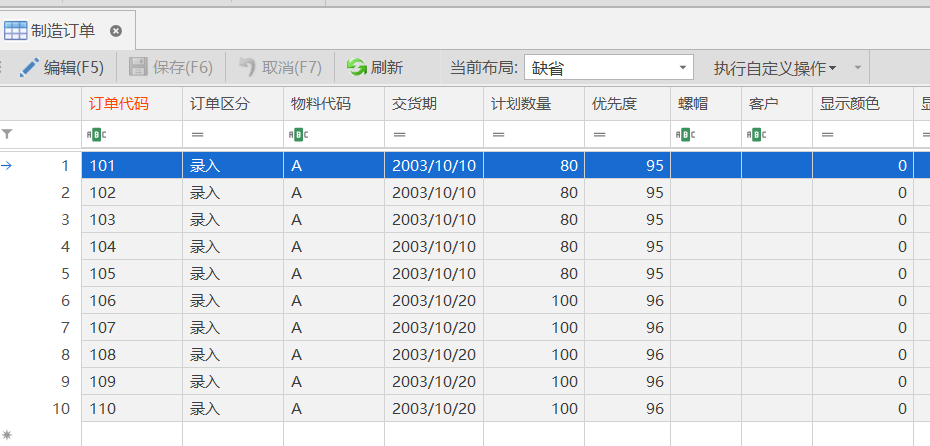 制造订单
编辑(F5) 保存(F6) 取消(F7) 刷新 当前布局: 缺省 执行自定义操作
订单代码 订单区分 物料代码 交货期 计划数量 优先度 螺帽 客户 显示颜色
ABC = ABC = = = ABC ABC =
1 101 录入 A 2003/10/10 80 95 0
2 102 录入 A 2003/10/10 80 95 0
3 103 录入 A 2003/10/10 80 95 0
4 104 录入 A 2003/10/10 80 95 0
5 105 录入 A 2003/10/10 80 95 0
6 106 录入 A 2003/10/20 100 96 0
7 107 录入 A 2003/10/20 100 96 0
8 108 录入 A 2003/10/20 100 96 0
9 109 录入 A 2003/10/20 100 96 0
10 110 录入 A 2003/10/20 100 96 0